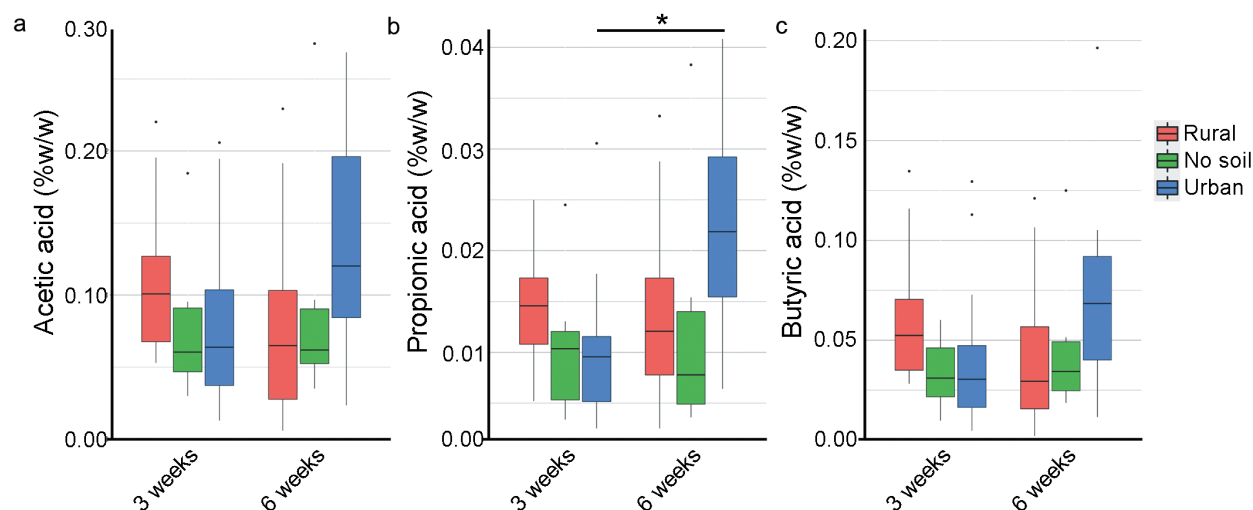 a
0.30
0.20
0.10
0.00
Acetic acid (%w/w)
3 weeks
6 weeks
b
*
0.04
0.03
0.02
0.01
0.00
Propionic acid (%w/w)
3 weeks
6 weeks
c
0.20
0.15
0.10
0.05
0.00
Butyric acid (%w/w)
3 weeks
6 weeks
Rural
No soil
Urban